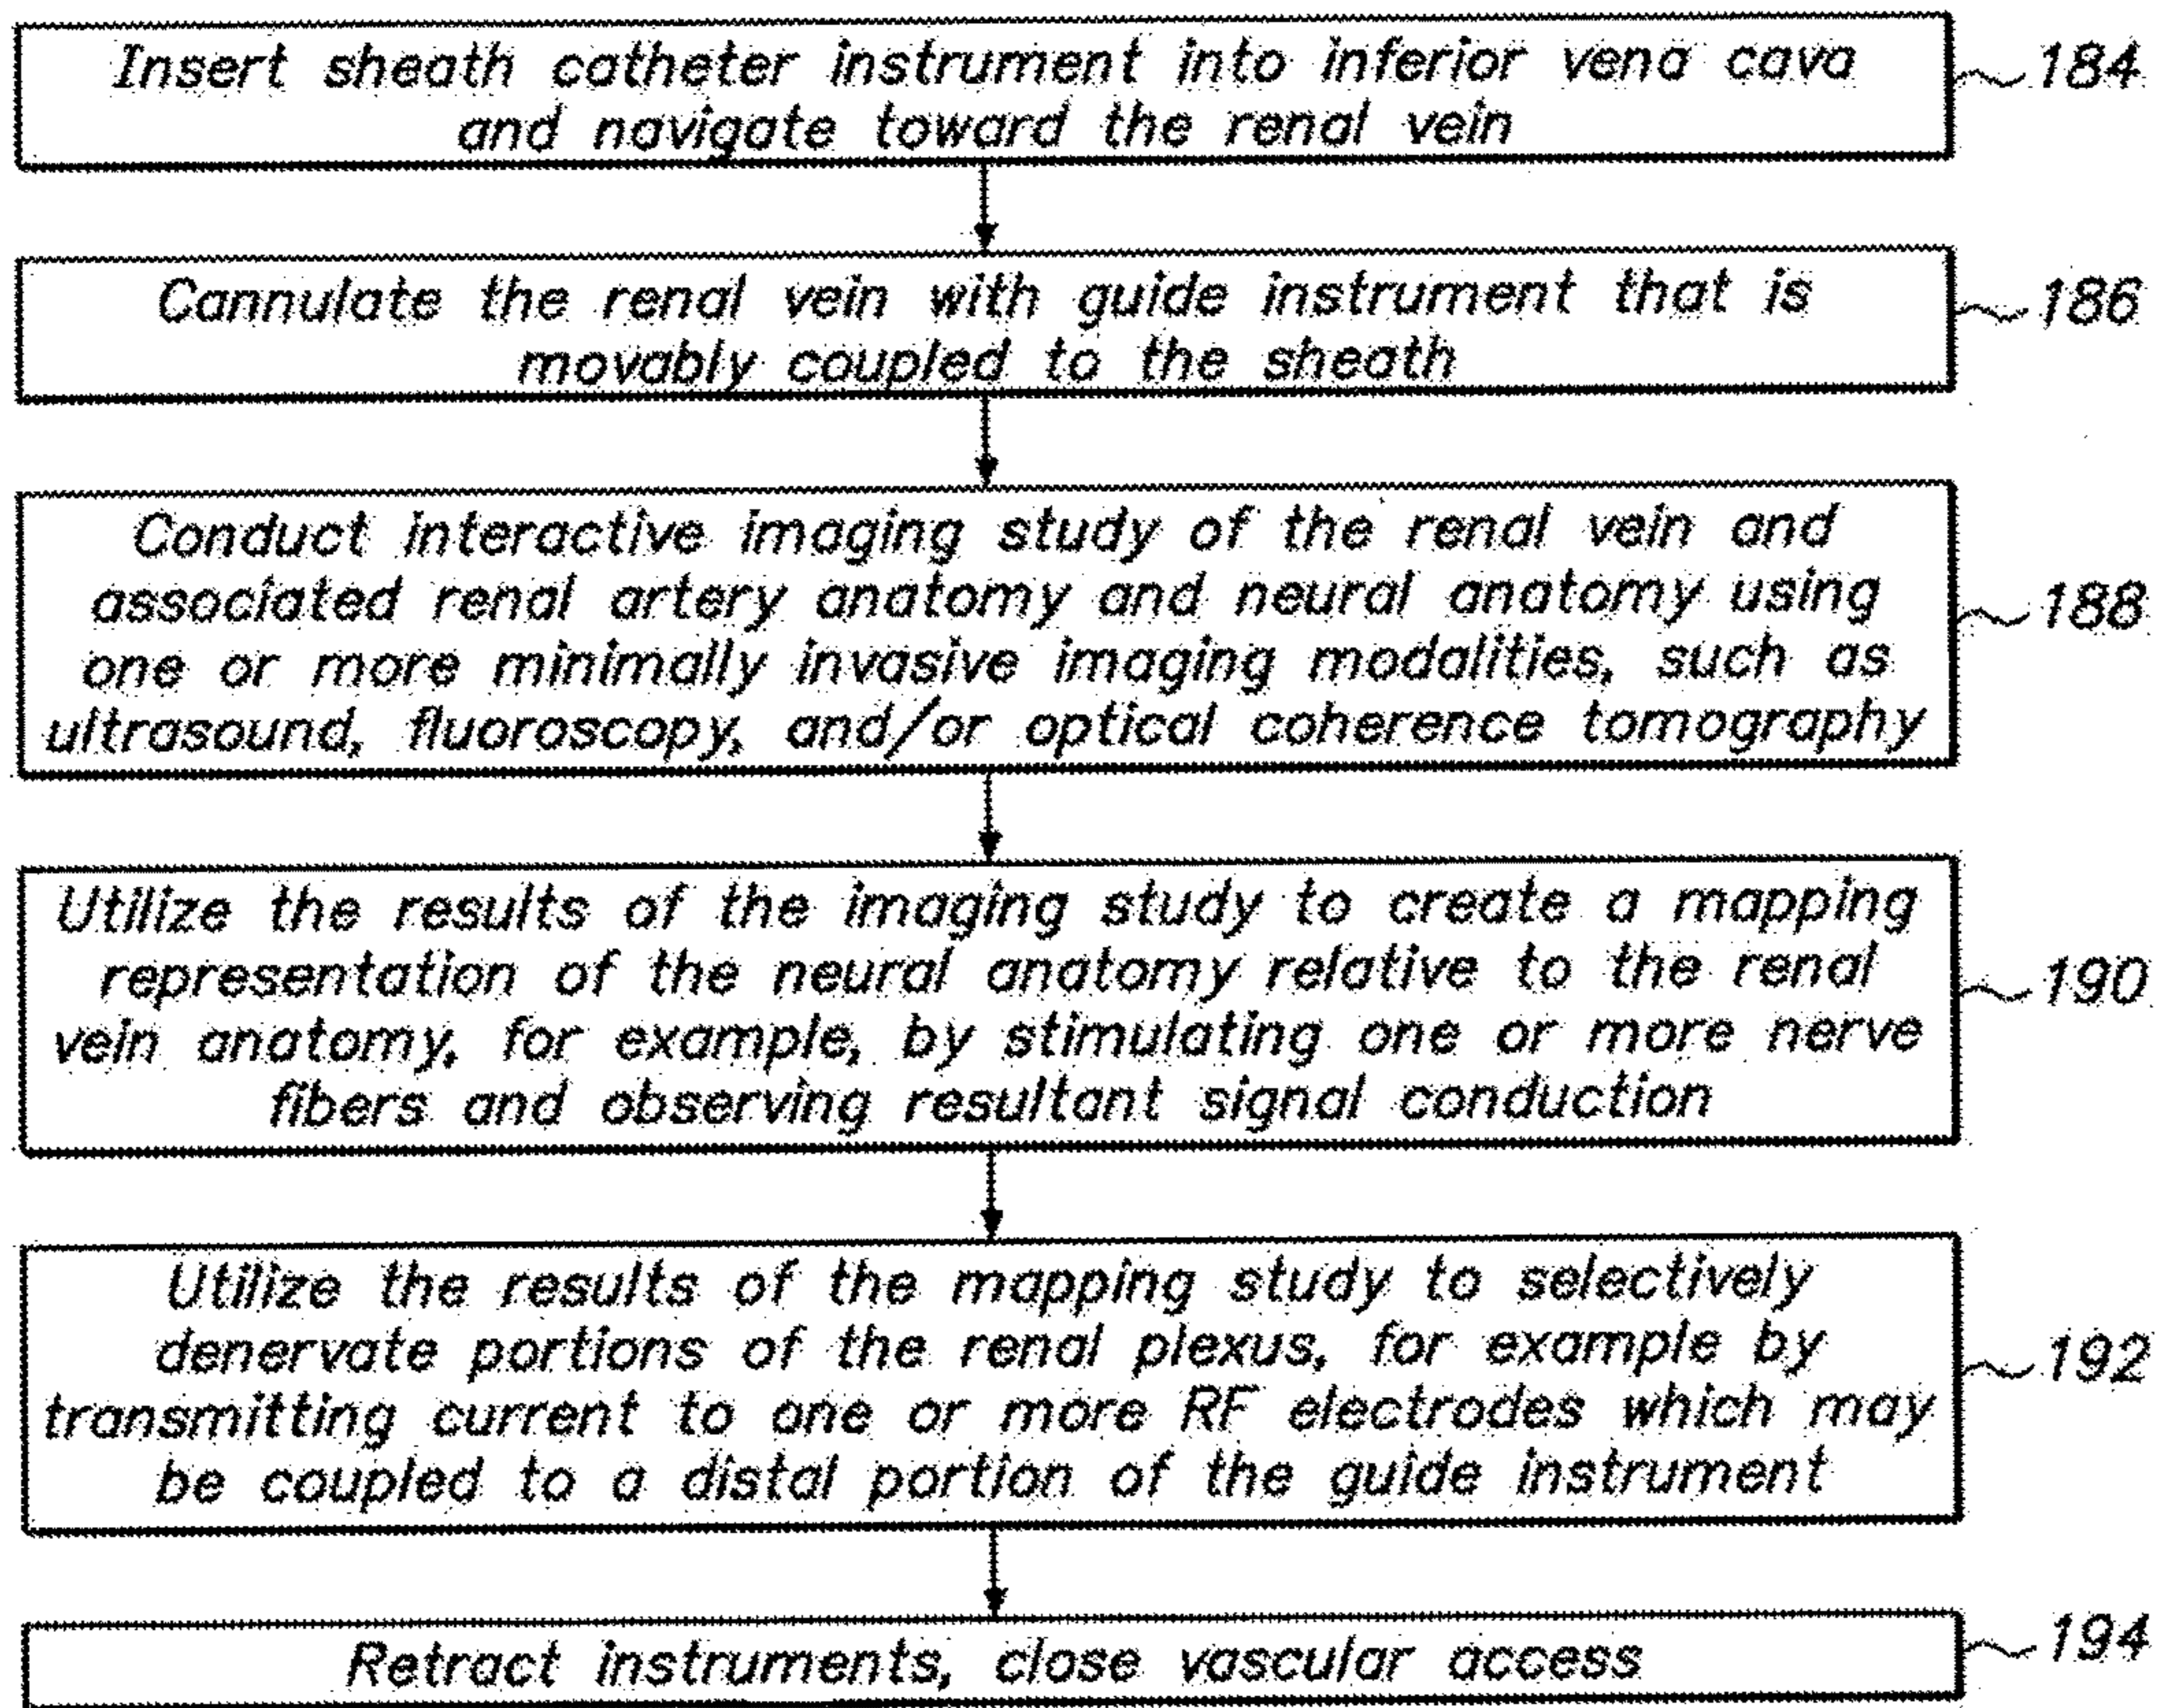 Insert sheath catheter instrument into inferior vena cava
and navigate toward the renal vein
184
Cannulate the renal vein with guide instrument that is
movably coupled to the sheath
186
Conduct interactive imaging study of the renal vein and
associated renal artery anatomy and neural anatomy using
one or more minimally invasive imaging modalities, such as
ultrasound, fluoroscopy, and/or optical coherence tomography
188
Utilize the results of the imaging study to create a mapping
representation of the neural anatomy relative to the renal
vein anatomy, for example, by stimulating one or more nerve
fibers and observing resultant signal conduction
190
Utilize the results of the mapping study to selectively
denervate portions of the renal plexus, for example by
transmitting current to one or more RF electrodes which may
be coupled to a distal portion of the guide instrument
192
Retract instruments, close vascular access
194